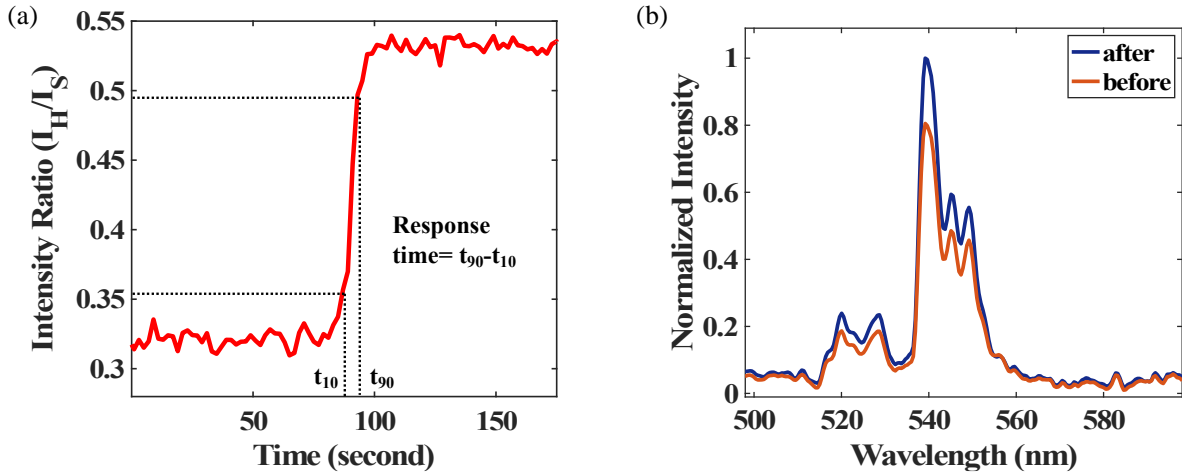 (a)
0.55
0.5
0.45
0.4
0.35
0.3
Intensity Ratio (I_H/I_S)
Response
time= t90-t10
t10
t90
50
100
150
Time (second)
(b)
after
before
1
0.8
0.6
0.4
0.2
0
Normalized Intensity
500
520
540
560
580
Wavelength (nm)